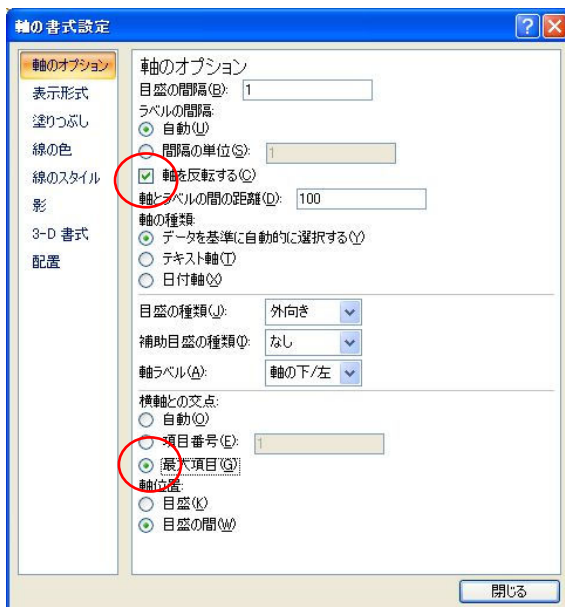 軸の書式設定
軸のオプション
表示形式
塗りつぶし
線の色
線のスタイル
影
3-D 書式
配置
軸のオプション
目盛の間隔(B): 1
ラベルの間隔:
自動(U)
間隔の単位(S): 1
軸を反転する(C)
軸とラベルの間の距離(D): 100
軸の種類:
データを基準に自動的に選択する(Y)
テキスト軸(T)
日付軸(X)
目盛の種類(J): 外向き
補助目盛の種類(I): なし
軸ラベル(A): 軸の下/左
横軸との交点:
自動(O)
項目番号(E): 1
最大項目(G)
軸位置:
目盛(K)
目盛の間(W)
閉じる